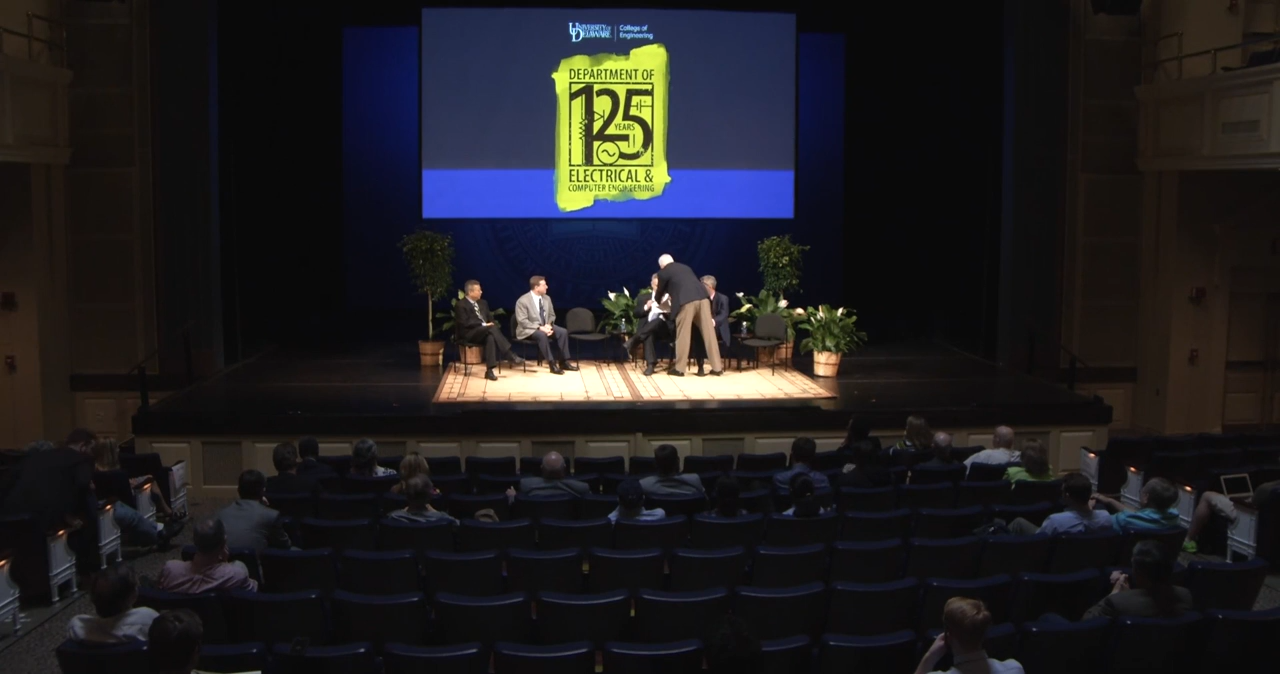 UNIVERSITY OF
DELAWARE
College of
Engineering
DEPARTMENT OF
125
YEARS
ELECTRICAL &
COMPUTER ENGINEERING